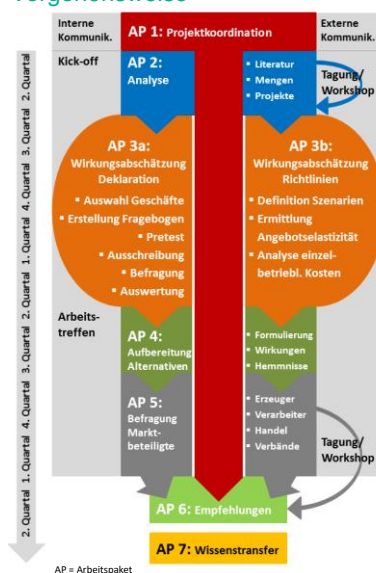 Vorgehensweise
Interne
Kommunik.
AP 1: Projektkoordination
Externe
Kommunik.
2. Quartal 1. Quartal 4. Quartal 3. Quartal 2. Quartal 1. Quartal 4. Quartal 3. Quartal 2. Quartal
Kick-off
AP 2:
Analyse
▪ Literatur
▪ Mengen
▪ Projekte
Tagung/
Workshop
AP 3a:
Wirkungsabschätzung
Deklaration
▪ Auswahl Geschäfte
▪ Erstellung Fragebogen
▪ Pretest
▪ Ausschreibung
▪ Befragung
▪ Auswertung
AP 3b:
Wirkungsabschätzung
Richtlinien
▪ Definition Szenarien
▪ Ermittlung
Angebotselastizität
▪ Analyse einzel-
betriebl. Kosten
Arbeits-
treffen
AP 4:
Aufbereitung
Alternativen
▪ Formulierung
▪ Wirkungen
▪ Hemmnisse
AP 5:
Befragung
Markt-
beteiligte
▪ Erzeuger
▪ Verarbeiter
▪ Handel
▪ Verbände
Tagung/
Workshop
AP 6: Empfehlungen
AP 7: Wissenstransfer
AP = Arbeitspaket